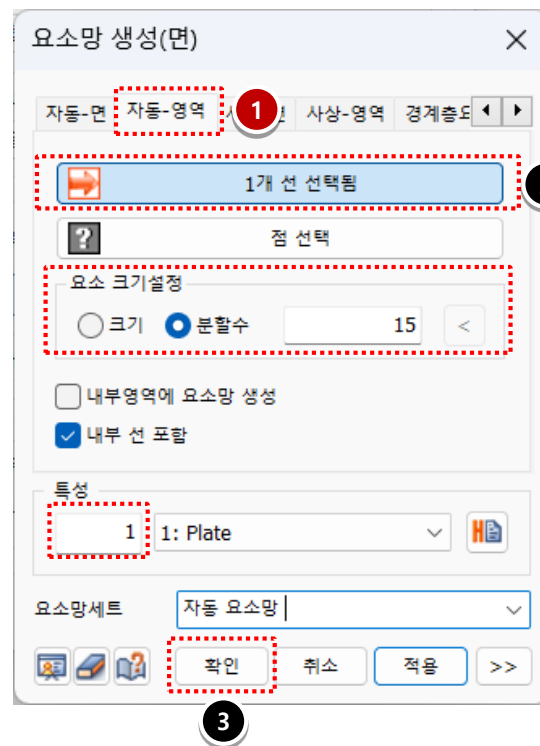 요소망 생성(면)
자동-면 자동-영역 1 사상-영역 경계층요
1개 선 선택됨
? 점 선택
요소 크기설정
크기 분할수 15 <
내부영역에 요소망 생성
내부 선 포함
특성
1 1: Plate
요소망세트 자동 요소망
확인 취소 적용 >>
3